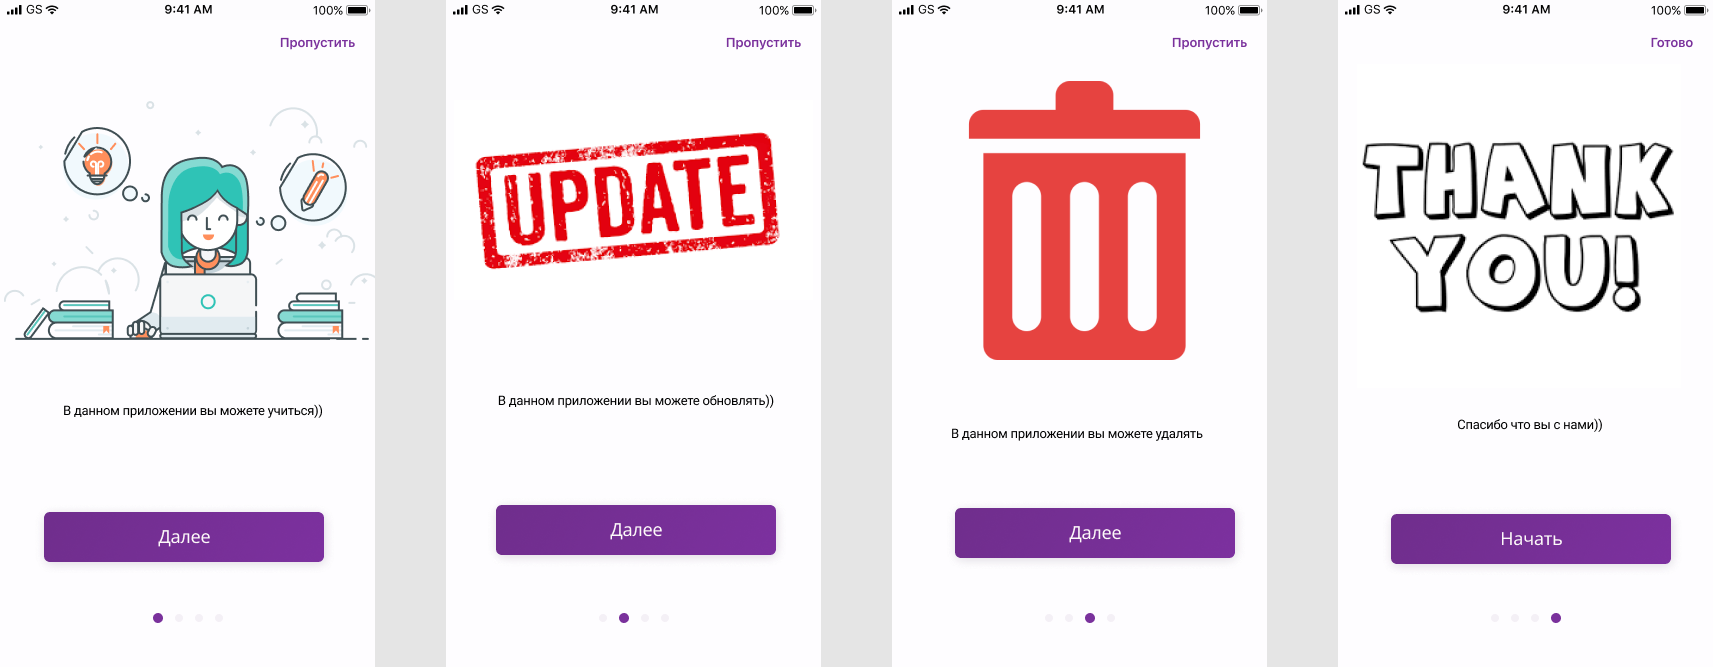 GS 9:41 AM 100%
Пропустить
В данном приложении вы можете учиться))
Далее
GS 9:41 AM 100%
Пропустить
UPDATE
В данном приложении вы можете обновлять))
Далее
GS 9:41 AM 100%
Пропустить
В данном приложении вы можете удалять
Далее
GS 9:41 AM 100%
Готово
THANK
YOU!
Спасибо что вы с нами))
Начать